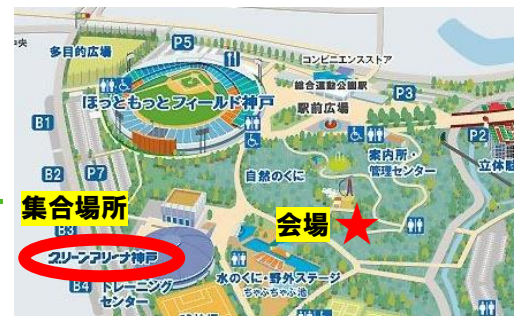 中央
多目的広場
P5
コンビニエンスストア
総合運動公園駅
駅前広場
P3
ほっともっとフィールド神戸
B1
P2
案内所・
管理センター
立体駐
B2
P7
自然のくに
集合場所
会場
B3
グリーンアリーナ神戸
B4
トレーニング
センター
水のくに・野外ステージ
ちゃぷちゃぷ池